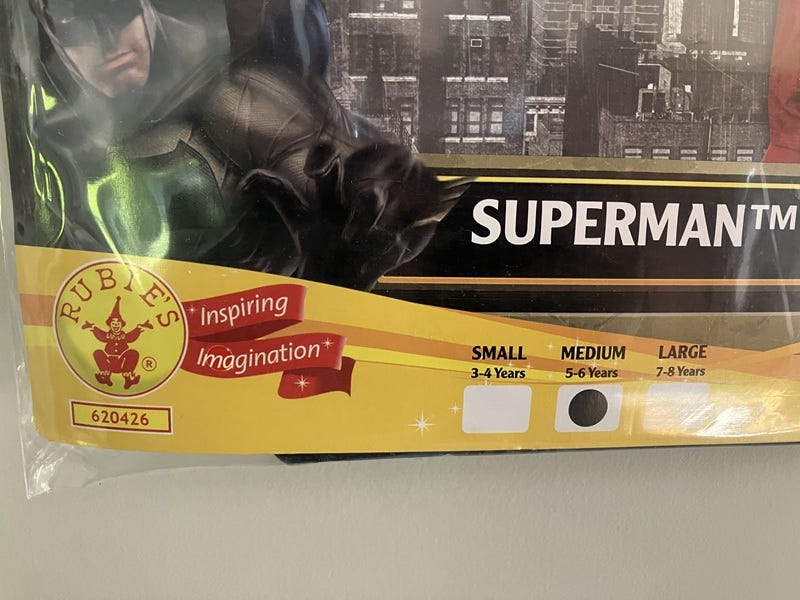 SUPERMAN™
RUBIE'S
®
Inspiring
Imagination
620426
SMALL
3-4 Years
MEDIUM
5-6 Years
LARGE
7-8 Years